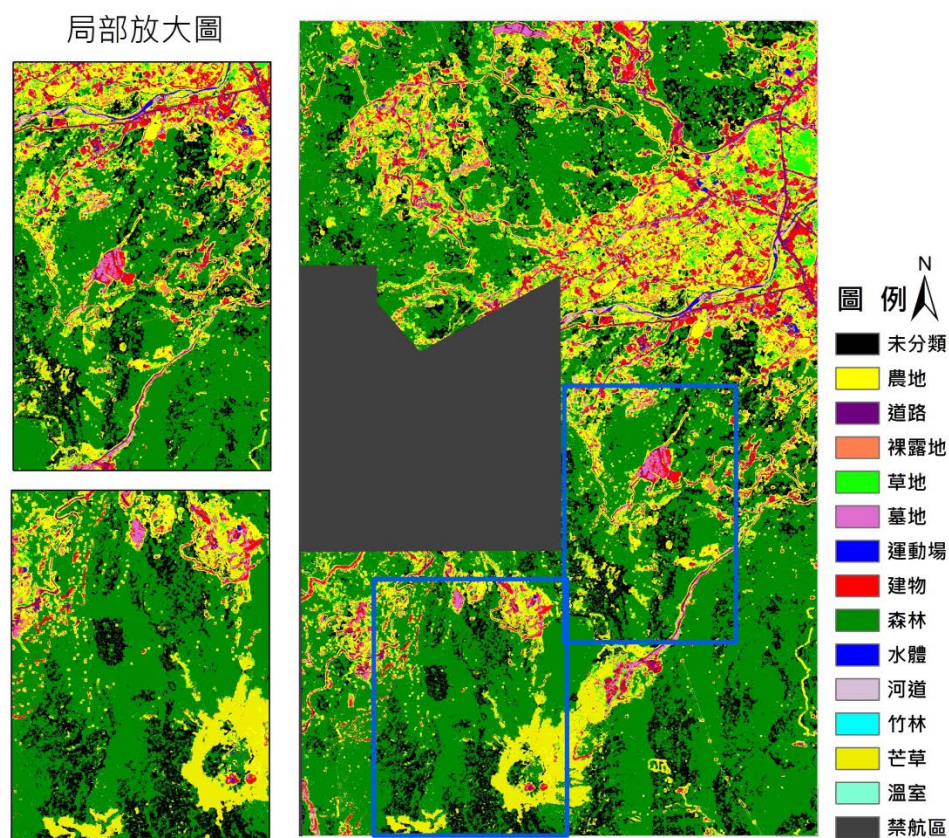 局部放大圖
N
圖 例
未分類
農地
道路
裸露地
草地
墓地
運動場
建物
森林
水體
河道
竹林
芒草
溫室
禁航區